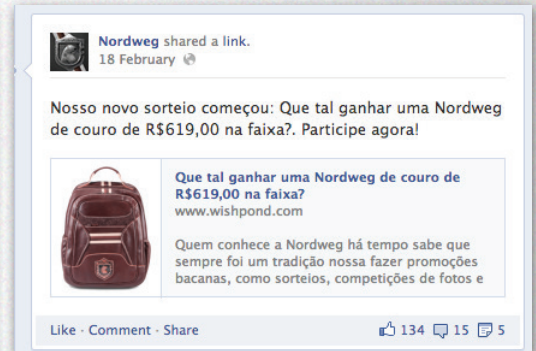 Nordweg shared a link.
18 February
Nosso novo sorteio começou: Que tal ganhar uma Nordweg
de couro de R$619,00 na faixa?. Participe agora!
Que tal ganhar uma Nordweg de couro de
R$619,00 na faixa?
www.wishpond.com
Quem conhece a Nordweg há tempo sabe que
sempre foi um tradição nossa fazer promoções
bacanas, como sorteios, competições de fotos e
Like · Comment · Share 134 15 5